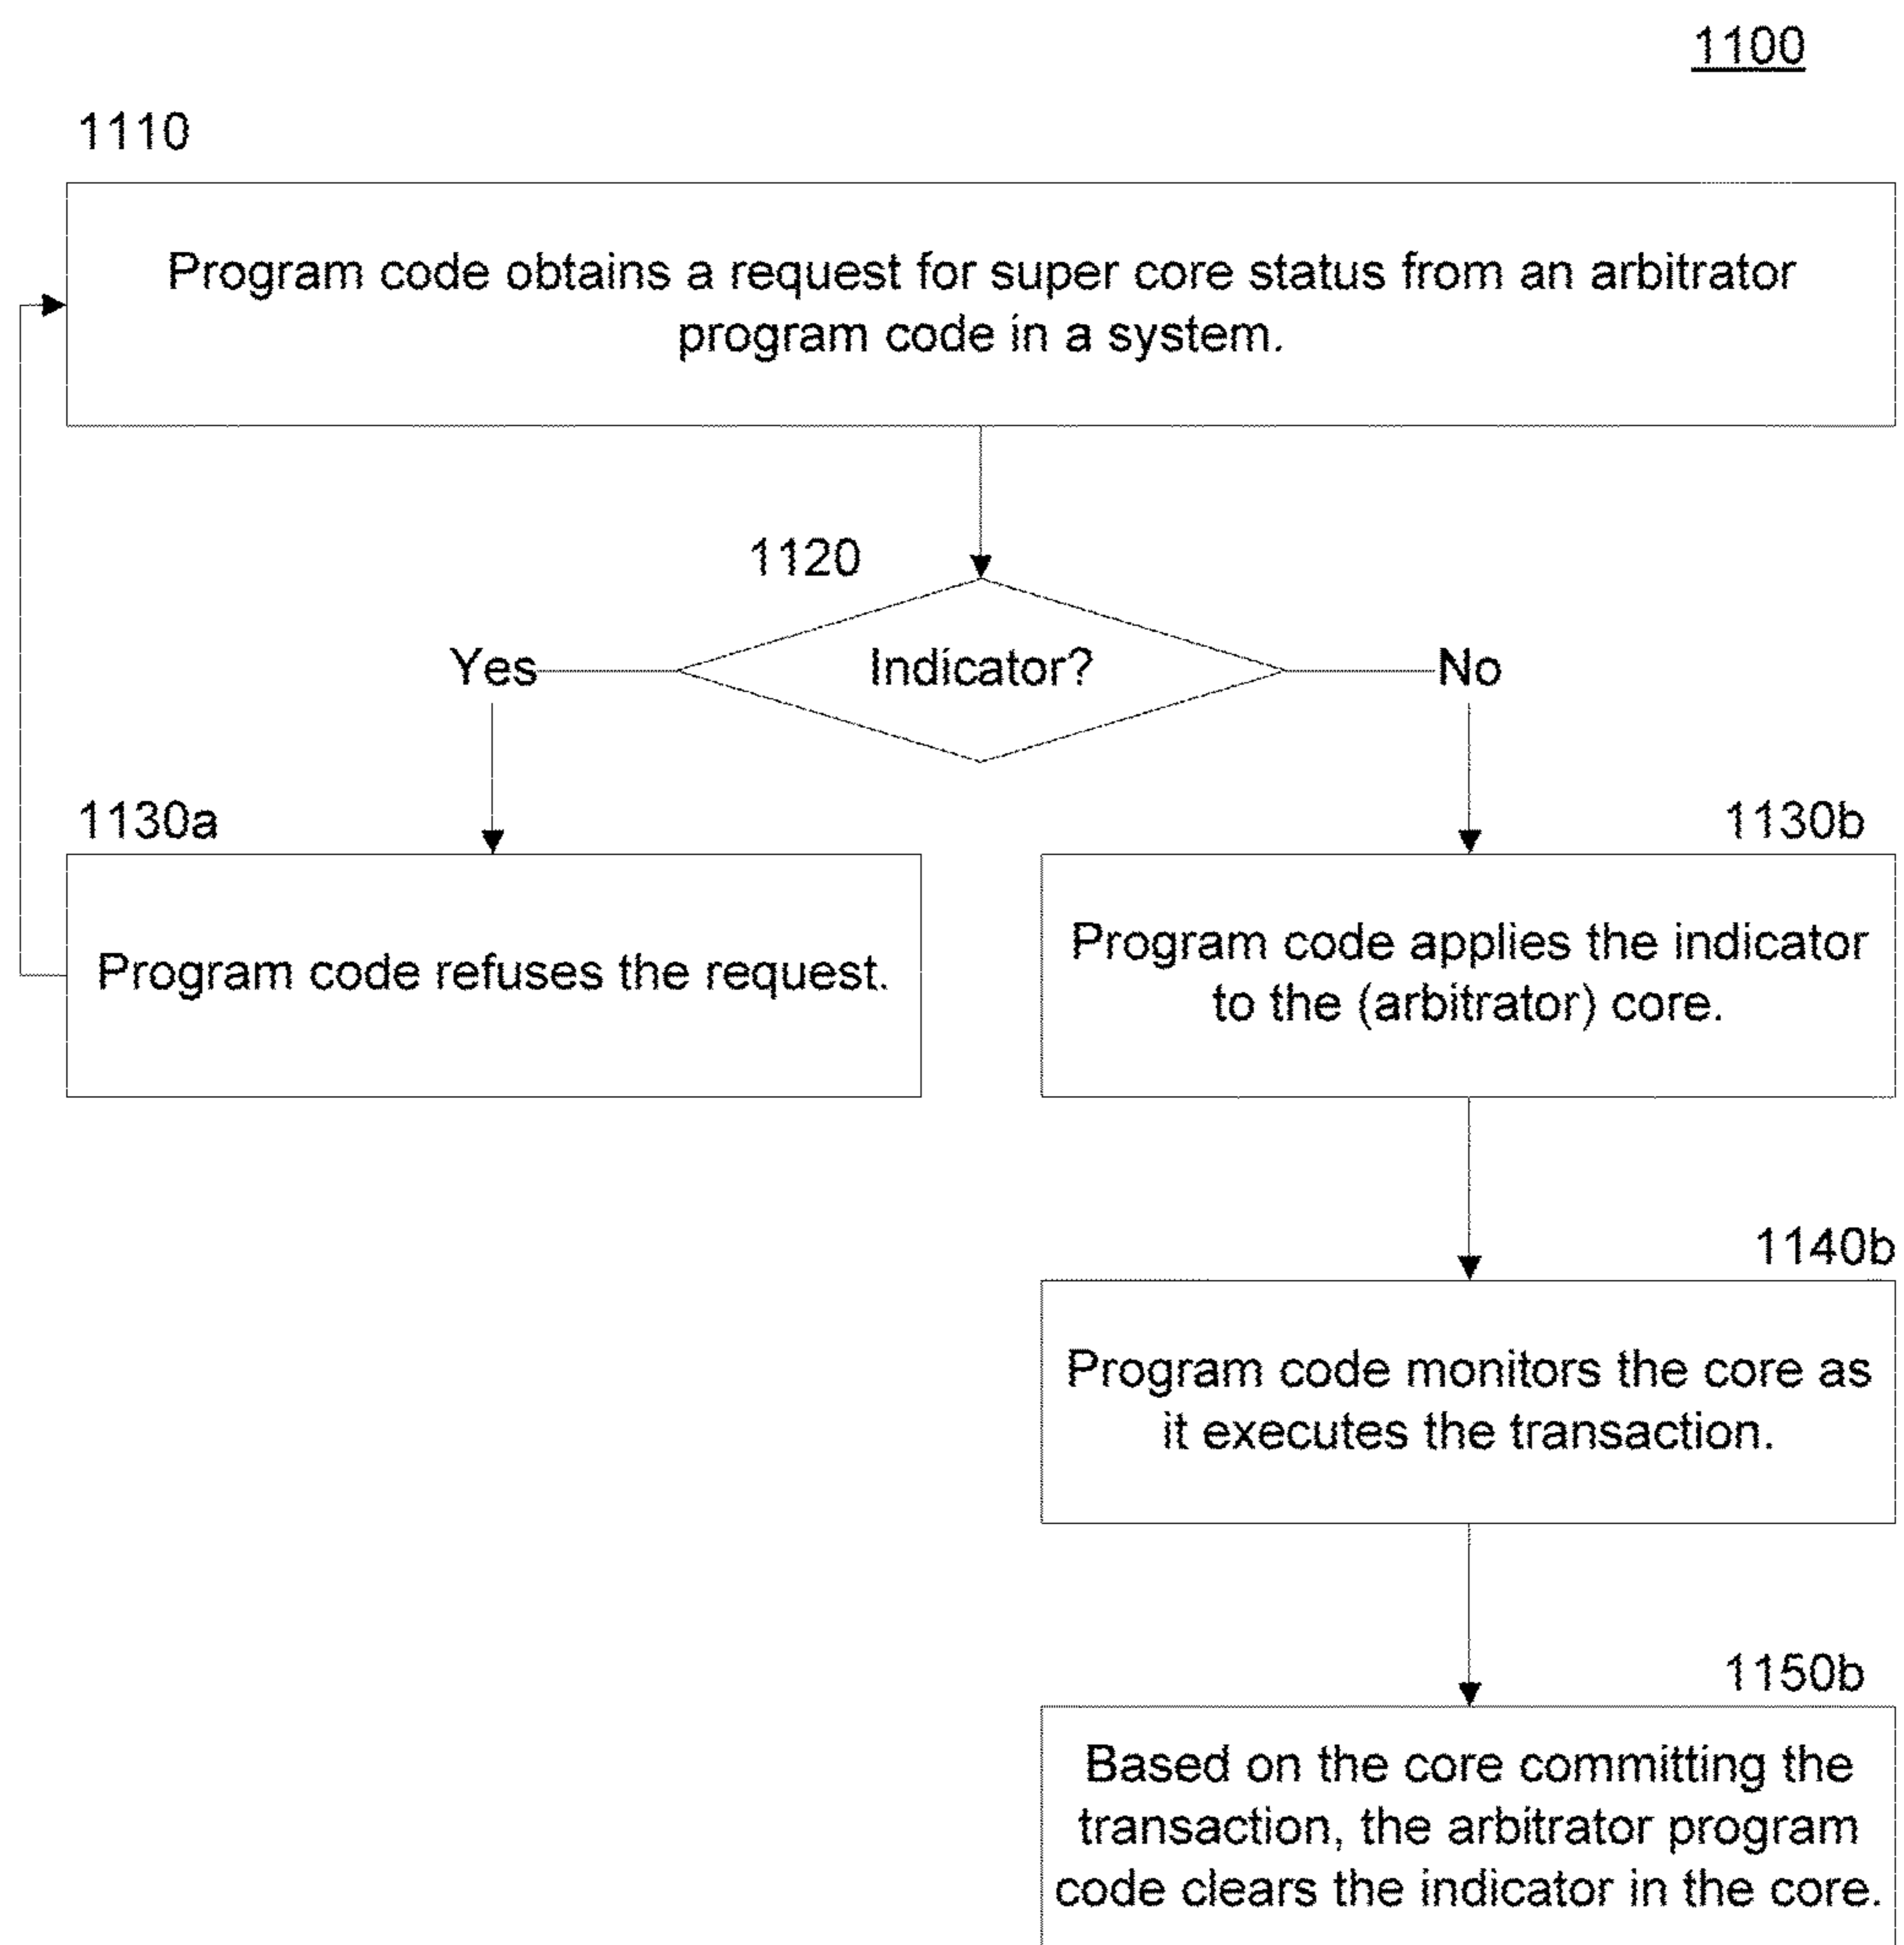 1100
1110
Program code obtains a request for super core status from an arbitrator
program code in a system.
1120
Yes
Indicator?
No
1130a
1130b
Program code refuses the request.
Program code applies the indicator
to the (arbitrator) core.
1140b
Program code monitors the core as
it executes the transaction.
1150b
Based on the core committing the
transaction, the arbitrator program
code clears the indicator in the core.